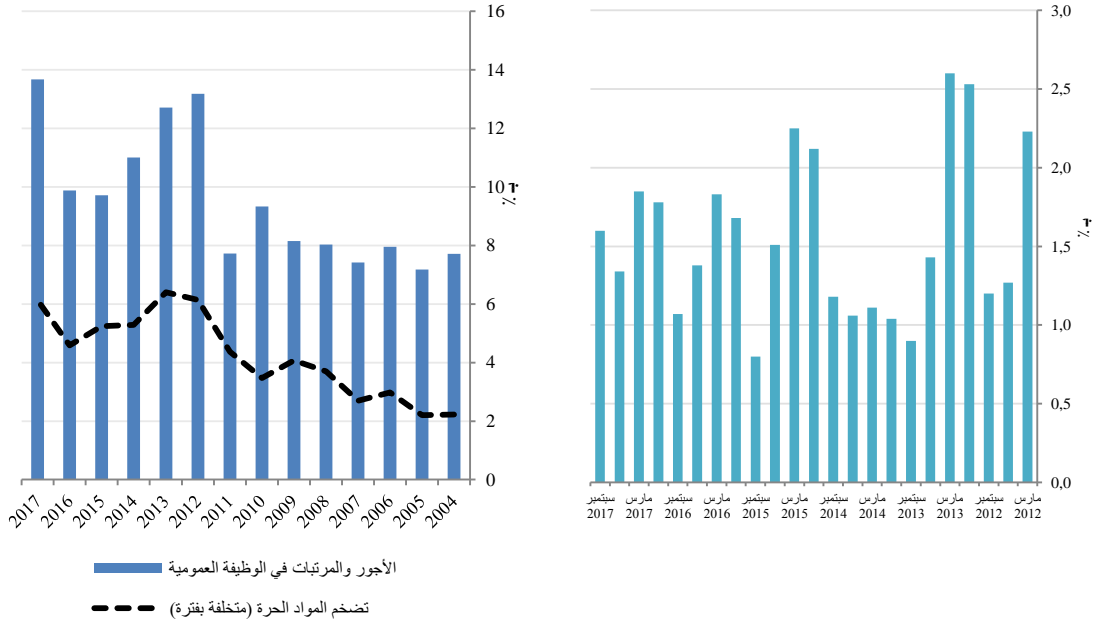 3,0
2,5
2,0
1,5
1,0
0,5
0,0
بـ %
مارس 2012
سبتمبر 2012
مارس 2013
سبتمبر 2013
مارس 2014
سبتمبر 2014
مارس 2015
سبتمبر 2015
مارس 2016
سبتمبر 2016
مارس 2017
سبتمبر 2017
16
14
12
10
8
6
4
2
0
بـ %
2004
2005
2006
2007
2008
2009
2010
2011
2012
2013
2014
2015
2016
2017
الأجور والمرتبات في الوظيفة العمومية
تضخم المواد الحرة (متخلفة بفترة)